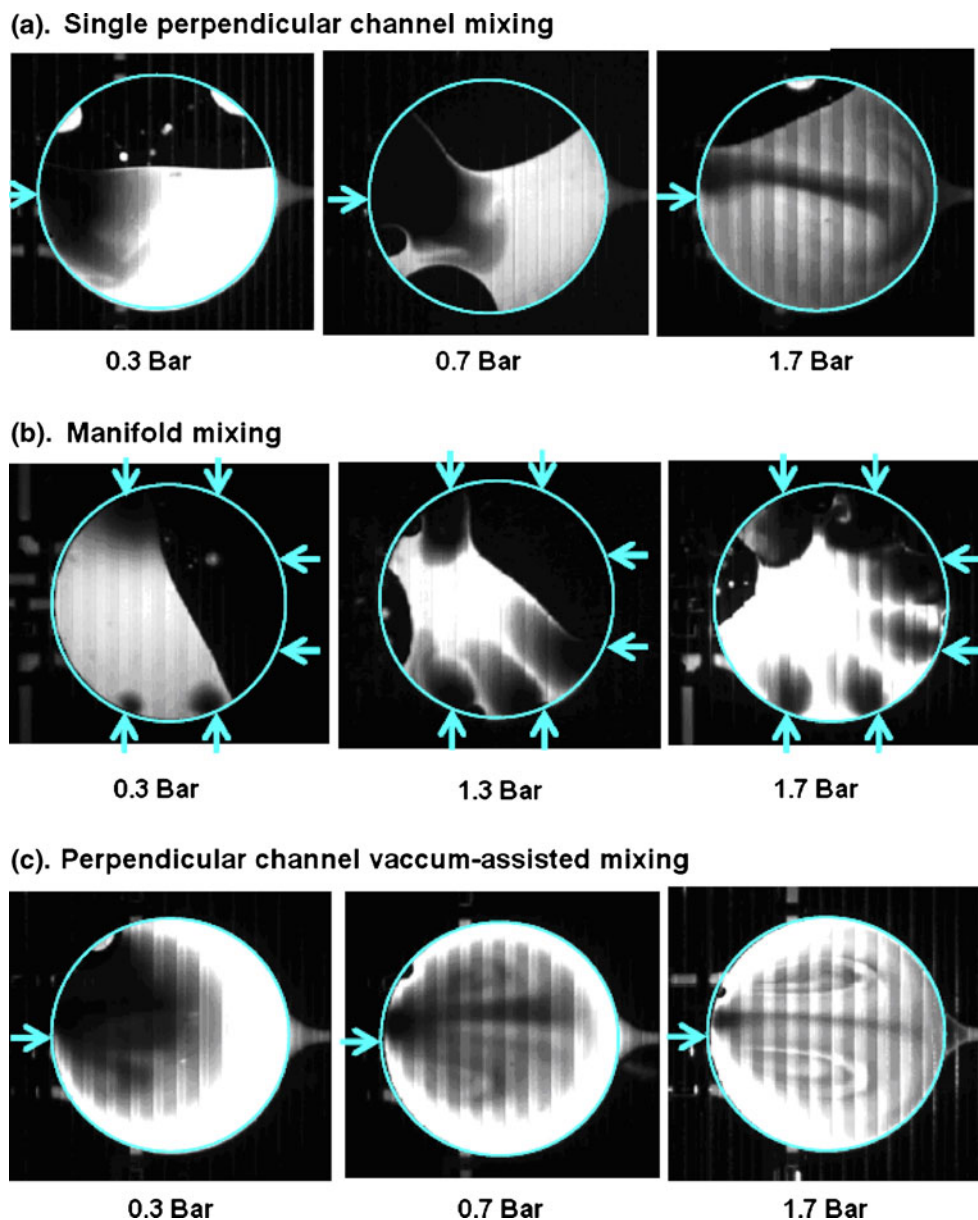 (a). Single perpendicular channel mixing
0.3 Bar 0.7 Bar 1.7 Bar
(b). Manifold mixing
0.3 Bar 1.3 Bar 1.7 Bar
(c). Perpendicular channel vaccum-assisted mixing
0.3 Bar 0.7 Bar 1.7 Bar